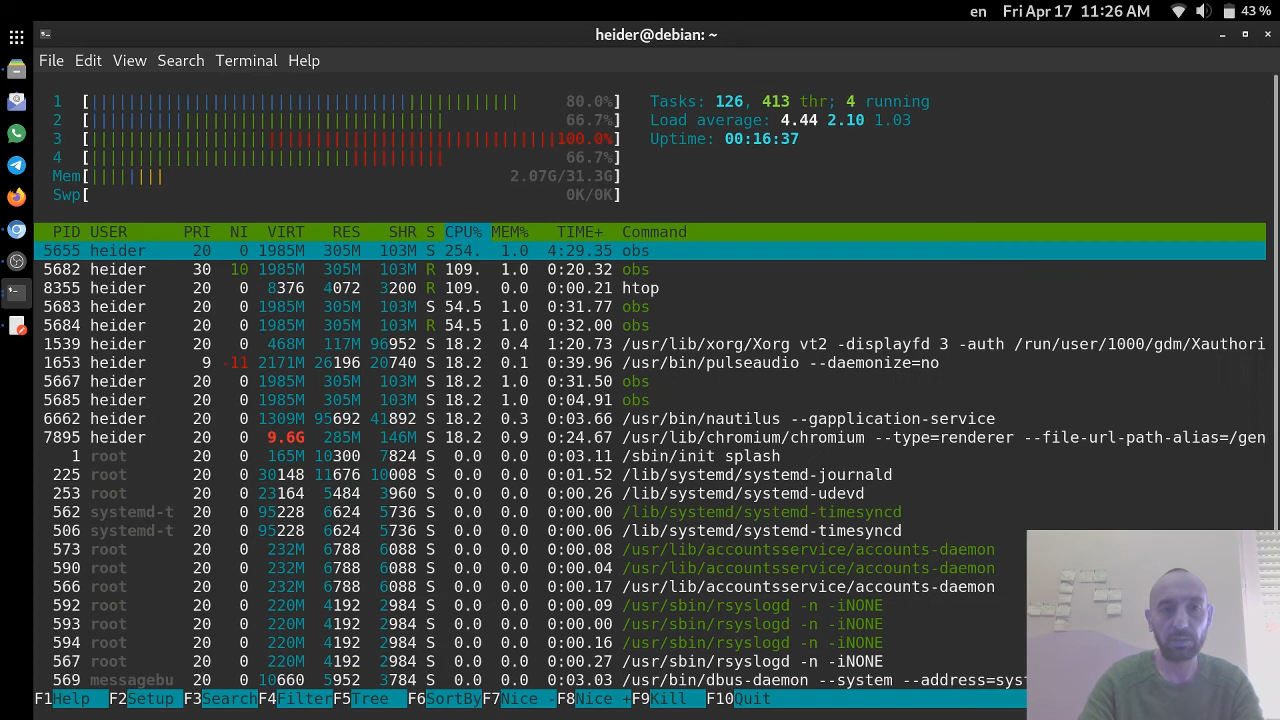 en Fri Apr 17 11:26 AM 43 %
heider@debian: ~
File Edit View Search Terminal Help
1 [ 80.0%] Tasks: 126, 413 thr; 4 running
2 [ 66.7%] Load average: 4.44 2.10 1.03
3 [ 100.0%] Uptime: 00:16:37
4 [ 66.7%]
Mem[ 2.07G/31.3G]
Swp[ 0K/0K]
PID USER PRI NI VIRT RES SHR S CPU% MEM% TIME+ Command
5655 heider 20 0 1985M 305M 103M S 254. 1.0 4:29.35 obs
5682 heider 30 10 1985M 305M 103M R 109. 1.0 0:20.32 obs
8355 heider 20 0 8376 4072 3200 R 109. 0.0 0:00.21 htop
5683 heider 20 0 1985M 305M 103M S 54.5 1.0 0:31.77 obs
5684 heider 20 0 1985M 305M 103M R 54.5 1.0 0:32.00 obs
1539 heider 20 0 468M 117M 96952 S 18.2 0.4 1:20.73 /usr/lib/xorg/Xorg vt2 -displayfd 3 -auth /run/user/1000/gdm/Xauthori
1653 heider 9 -11 2171M 26196 20740 S 18.2 0.1 0:39.96 /usr/bin/pulseaudio --daemonize=no
5667 heider 20 0 1985M 305M 103M S 18.2 1.0 0:31.50 obs
5685 heider 20 0 1985M 305M 103M S 18.2 1.0 0:04.91 obs
6662 heider 20 0 1309M 95692 41892 S 18.2 0.3 0:03.66 /usr/bin/nautilus --gapplication-service
7895 heider 20 0 9.6G 285M 146M S 18.2 0.9 0:24.67 /usr/lib/chromium/chromium --type=renderer --file-url-path-alias=/gen
1 root 20 0 165M 10300 7824 S 0.0 0.0 0:03.11 /sbin/init splash
225 root 20 0 30148 11676 10008 S 0.0 0.0 0:01.52 /lib/systemd/systemd-journald
253 root 20 0 23164 5484 3960 S 0.0 0.0 0:00.26 /lib/systemd/systemd-udevd
562 systemd-t 20 0 95228 6624 5736 S 0.0 0.0 0:00.00 /lib/systemd/systemd-timesyncd
506 systemd-t 20 0 95228 6624 5736 S 0.0 0.0 0:00.06 /lib/systemd/systemd-timesyncd
573 root 20 0 232M 6788 6088 S 0.0 0.0 0:00.08 /usr/lib/accountsservice/accounts-daemon
590 root 20 0 232M 6788 6088 S 0.0 0.0 0:00.04 /usr/lib/accountsservice/accounts-daemon
566 root 20 0 232M 6788 6088 S 0.0 0.0 0:00.17 /usr/lib/accountsservice/accounts-daemon
592 root 20 0 220M 4192 2984 S 0.0 0.0 0:00.09 /usr/sbin/rsyslogd -n -iNONE
593 root 20 0 220M 4192 2984 S 0.0 0.0 0:00.00 /usr/sbin/rsyslogd -n -iNONE
594 root 20 0 220M 4192 2984 S 0.0 0.0 0:00.16 /usr/sbin/rsyslogd -n -iNONE
567 root 20 0 220M 4192 2984 S 0.0 0.0 0:00.27 /usr/sbin/rsyslogd -n -iNONE
569 messagebu 20 0 10660 5952 3784 S 0.0 0.0 0:03.03 /usr/bin/dbus-daemon --system --address=syst
F1Help F2Setup F3SearchF4FilterF5Tree F6SortByF7Nice -F8Nice +F9Kill F10Quit